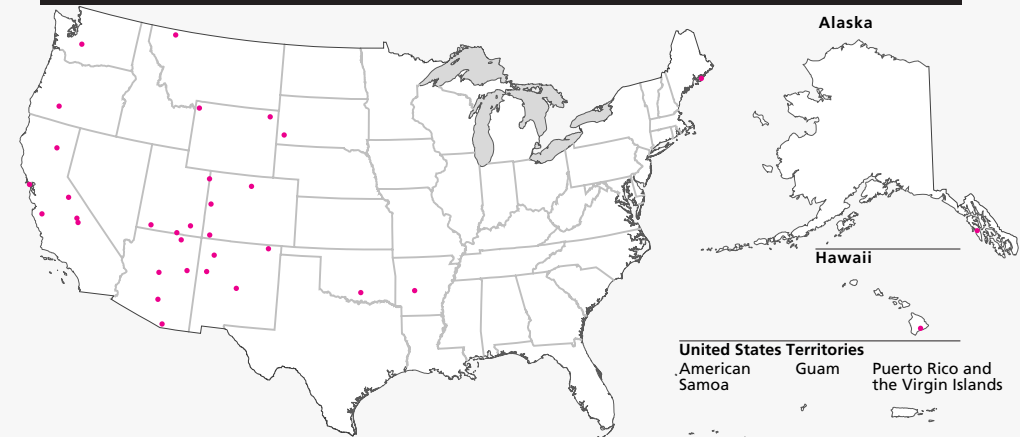 Alaska
Hawaii
United States Territories
American
Samoa
Guam
Puerto Rico and
the Virgin Islands